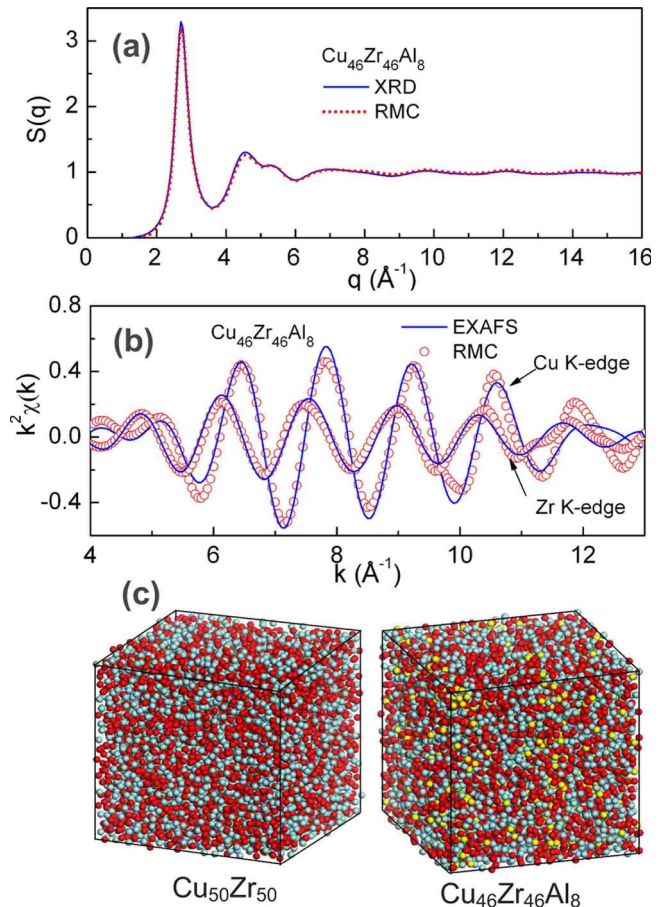 (a)
Cu46Zr46Al8
XRD
RMC
S(q)
3
2
1
0
0 2 4 6 8 10 12 14 16
q (Å⁻¹)
(b)
Cu46Zr46Al8
EXAFS
RMC
Cu K-edge
Zr K-edge
k²χ(k)
0.8
0.4
0.0
-0.4
4 6 8 10 12
k (Å⁻¹)
(c)
Cu50Zr50
Cu46Zr46Al8